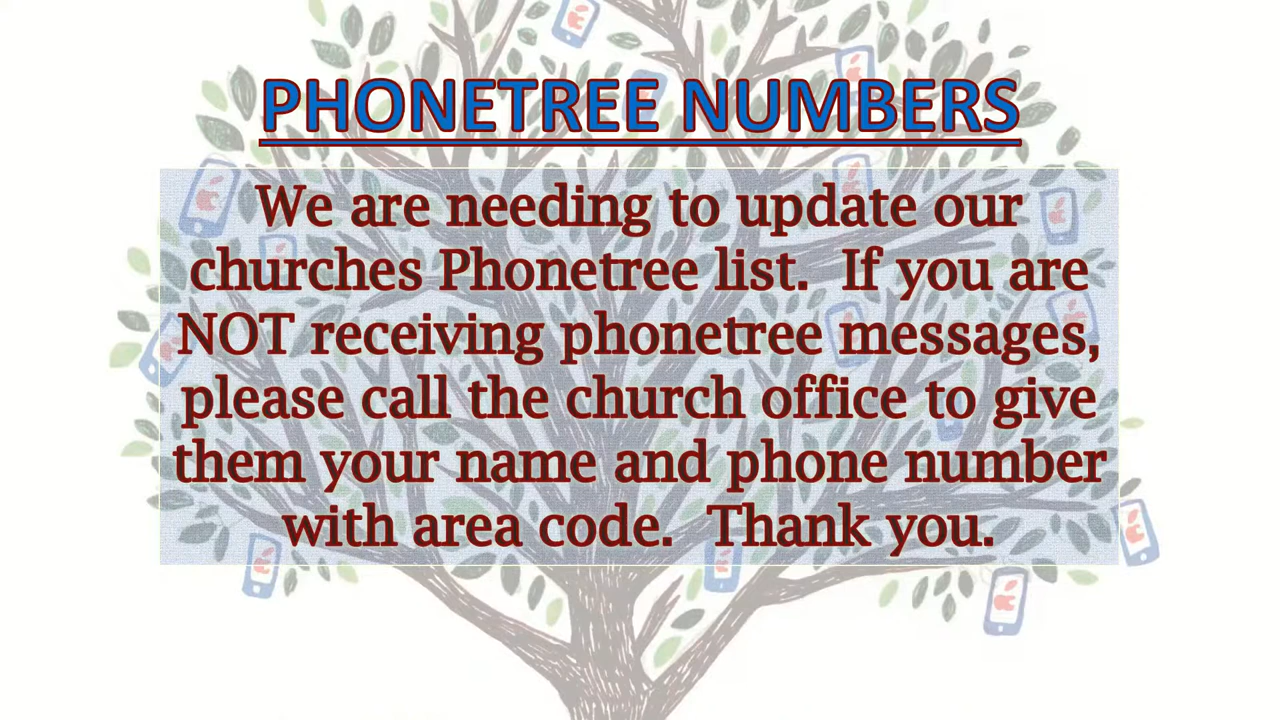 PHONETREE NUMBERS
We are needing to update our
churches Phonetree list.  If you are
NOT receiving phonetree messages,
please call the church office to give
them your name and phone number
with area code.  Thank you.